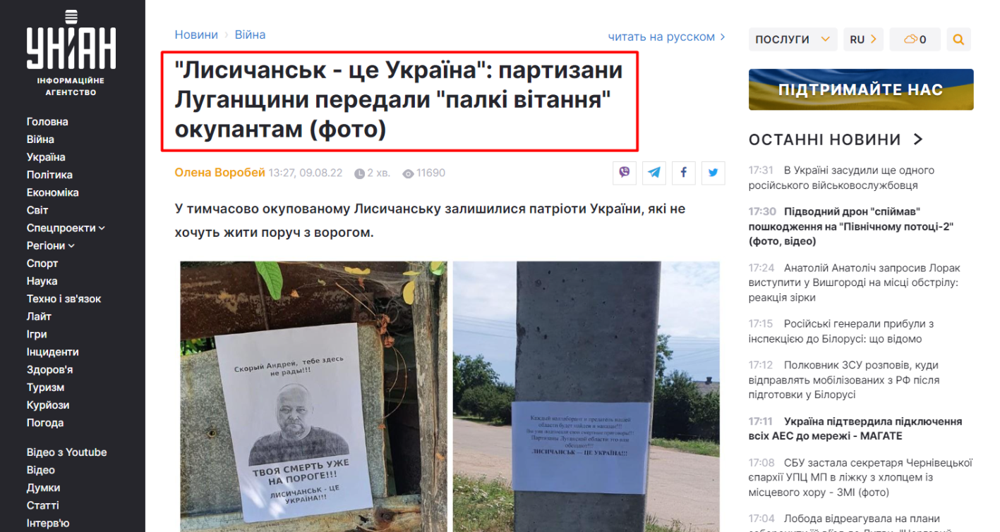 УНІАН
ІНФОРМАЦІЙНЕ
АГЕНТСТВО
Головна
Війна
Україна
Політика
Економіка
Світ
Спецпроекти
Регіони
Спорт
Наука
Техно і зв'язок
Лайт
Ігри
Інциденти
Здоров'я
Туризм
Курйози
Погода
Відео з Youtube
Відео
Думки
Статті
Інтерв'ю
Новини › Війна
читать на русском >
"Лисичанськ - це Україна": партизани
Луганщини передали "палкі вітання"
окупантам (фото)
Олена Воробей 13:27, 09.08.22 2 хв. 11690
У тимчасово окупованому Лисичанську залишилися патріоти України, які не
хочуть жити поруч з ворогом.
Скорый Андрей, тебе здесь
не рады!!!
ТВОЯ СМЕРТЬ УЖЕ
НА ПОРОГЕ!!!
ЛИСИЧАНСЬК - ЦЕ
УКРАЇНА!!!
Каждый коллаборант и предатель нашей
области будет найден и наказан!!!
Вы уже подписали свои смертные приговоры!!!
Партизаны Луганской области это вам
обещают!!!
ЛИСИЧАНСЬК — ЦЕ УКРАЇНА!!!
ПОСЛУГИ
RU >
0
ПІДТРИМАЙТЕ НАС
ОСТАННІ НОВИНИ >
17:31 В Україні засудили ще одного
російського військовослужбовця
17:30 Підводний дрон "спіймав"
пошкодження на "Північному потоці-2"
(фото, відео)
17:24 Анатолій Анатоліч запросив Лорак
виступити у Вишгороді на місці обстрілу:
реакція зірки
17:15 Російські генерали прибули з
інспекцією до Білорусі: що відомо
17:12 Полковник ЗСУ розповів, куди
відправлять мобілізованих з РФ після
підготовки у Білорусі
17:11 Україна підтвердила підключення
всіх АЕС до мережі - МАГАТЕ
17:08 СБУ застала секретаря Чернівецької
єпархії УПЦ МП в ліжку з хлопцем із
місцевого хору - ЗМІ (фото)
17:04 Лобода відреагувала на плани